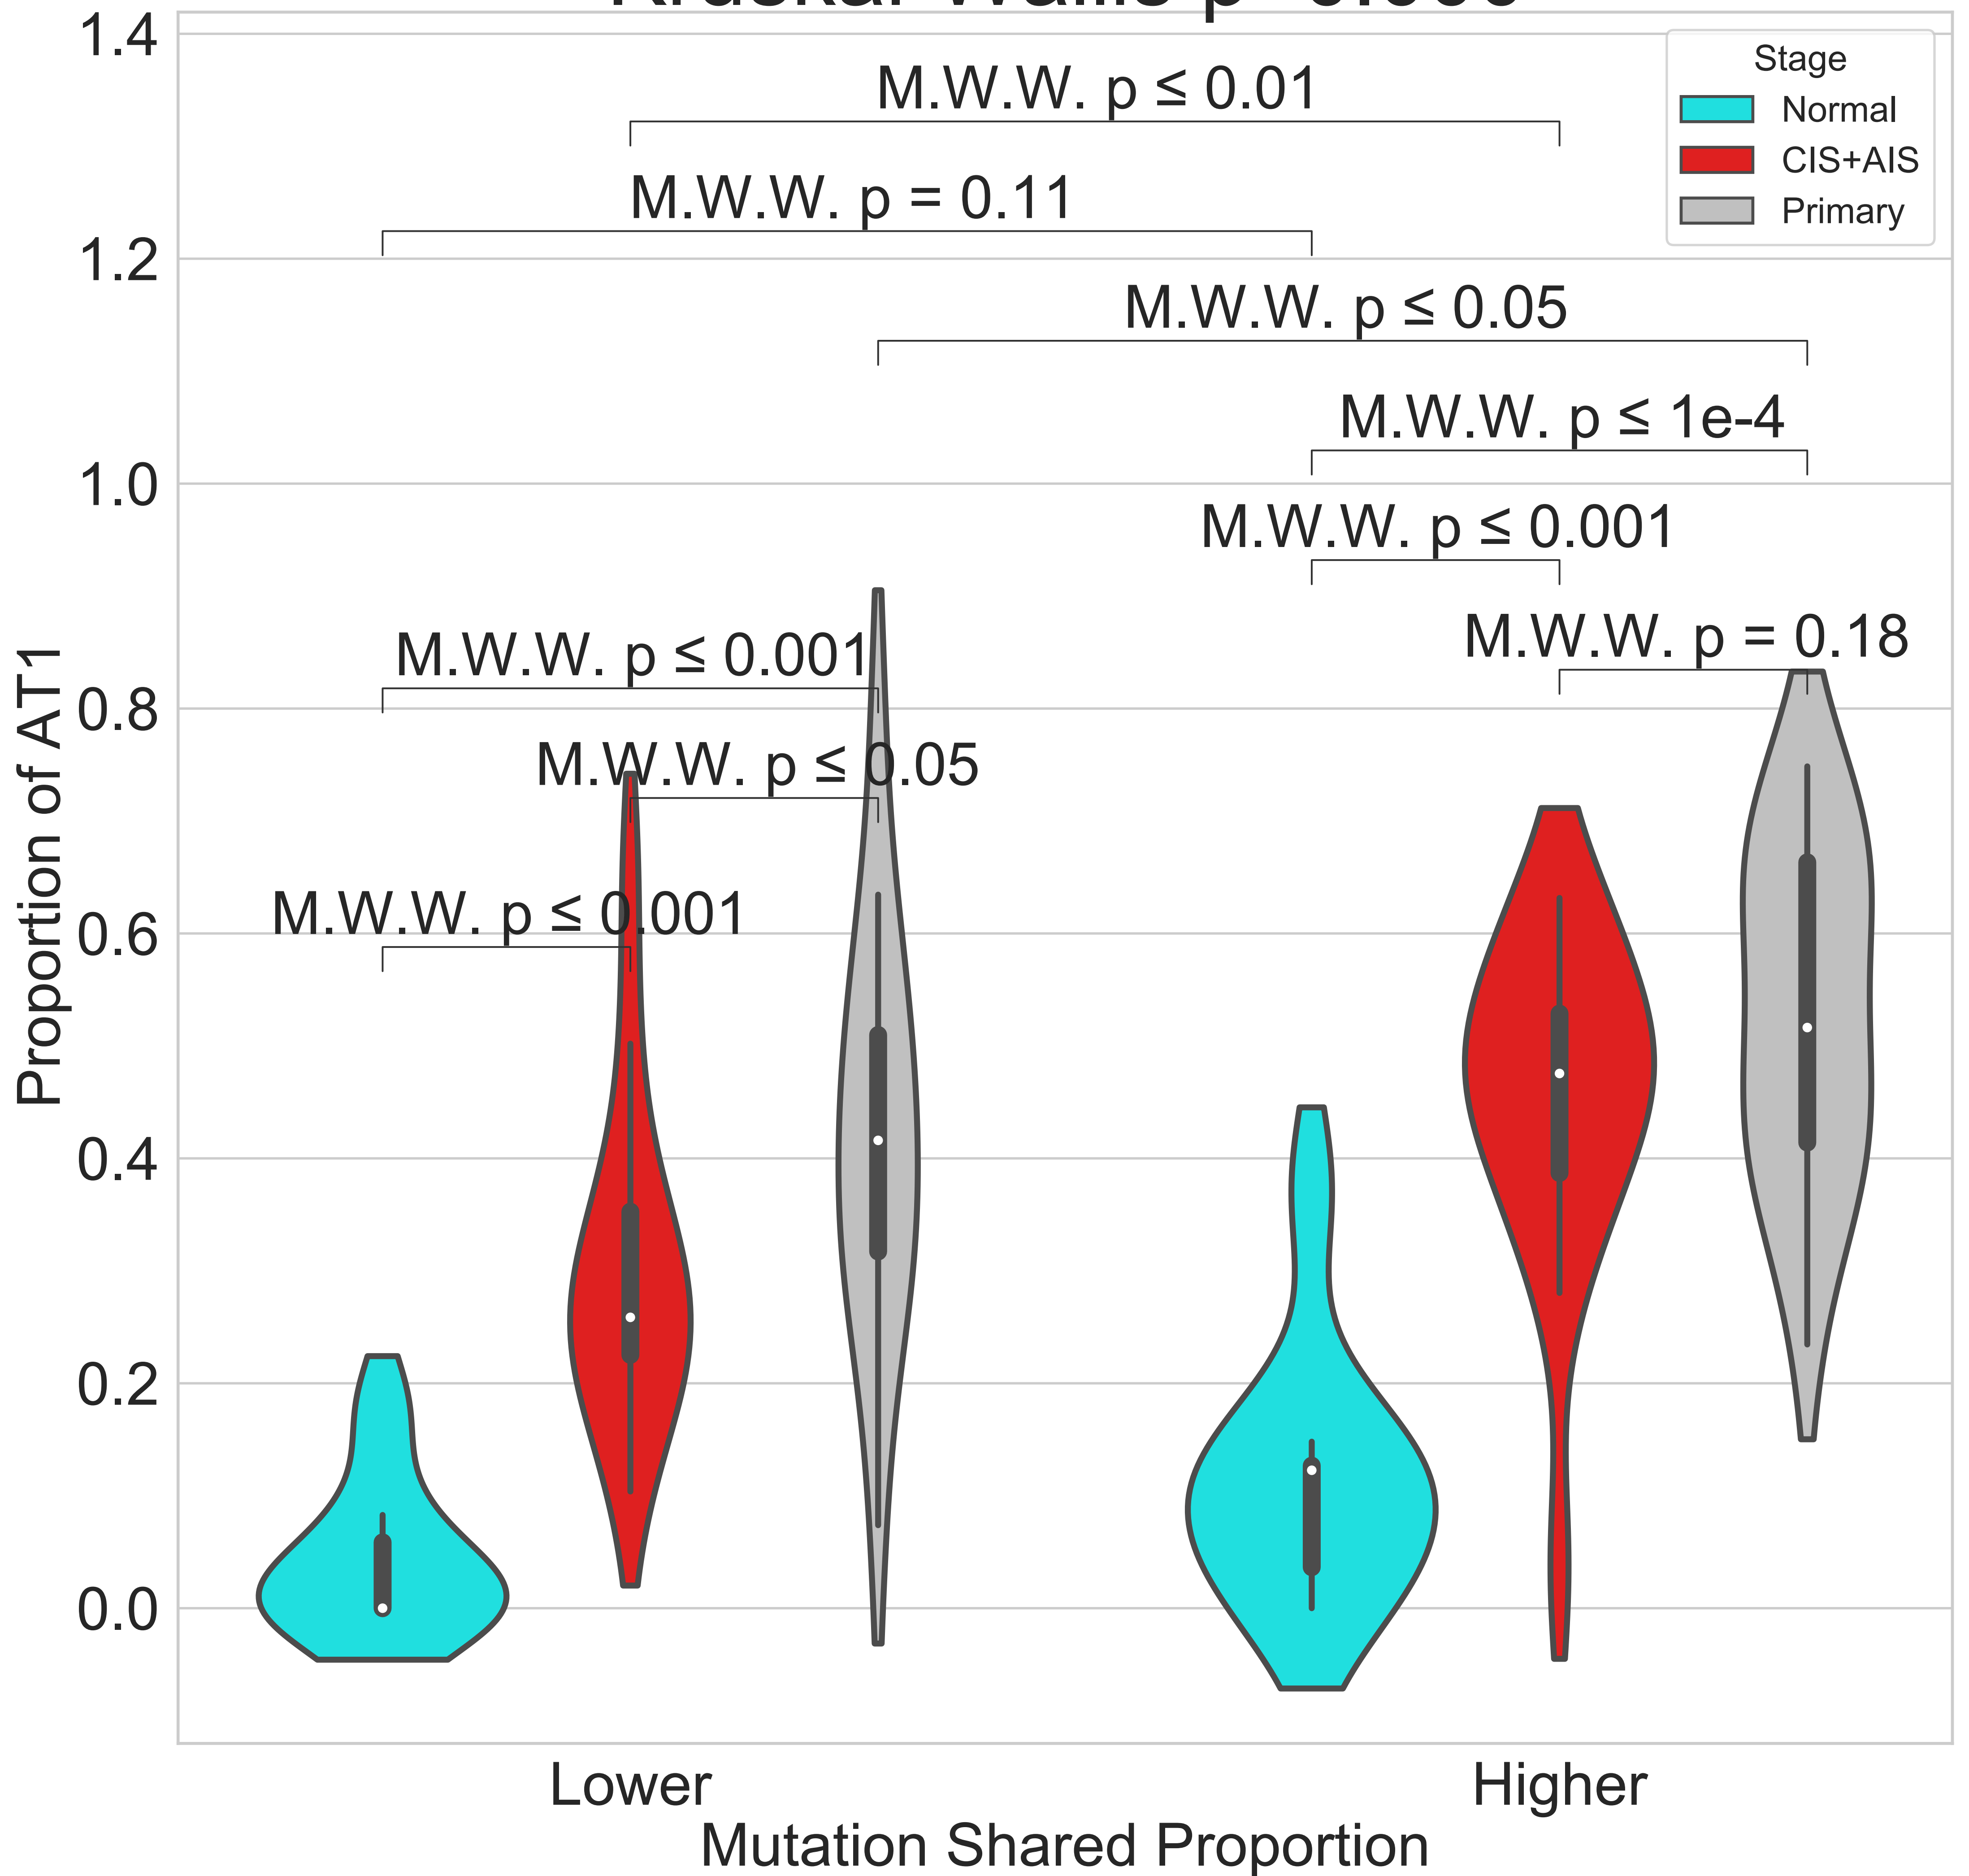 1.4
1.2
1.0
0.8
0.6
0.4
0.2
0.0
Proportion of AT1
M.W.W. p ≤ 0.01
M.W.W. p = 0.11
M.W.W. p ≤ 0.05
M.W.W. p ≤ 1e-4
M.W.W. p ≤ 0.001
M.W.W. p = 0.18
M.W.W. p ≤ 0.001
M.W.W. p ≤ 0.05
M.W.W. p ≤ 0.001
Stage
Normal
CIS+AIS
Primary
Lower
Higher
Mutation Shared Proportion